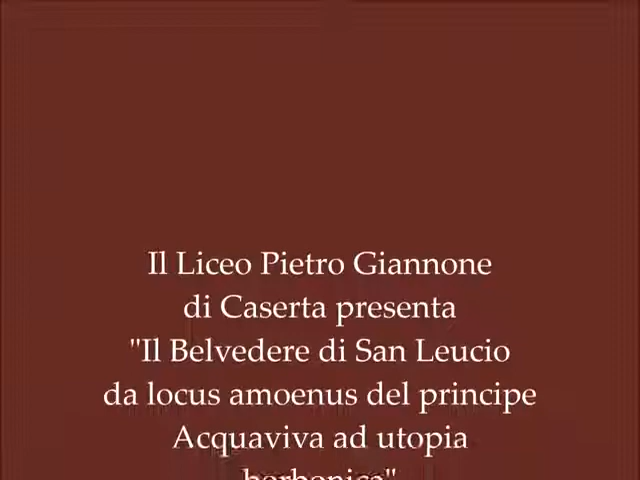 Il Liceo Pietro Giannone
di Caserta presenta
"Il Belvedere di San Leucio
da locus amoenus del principe
Acquaviva ad utopia
borbonica"